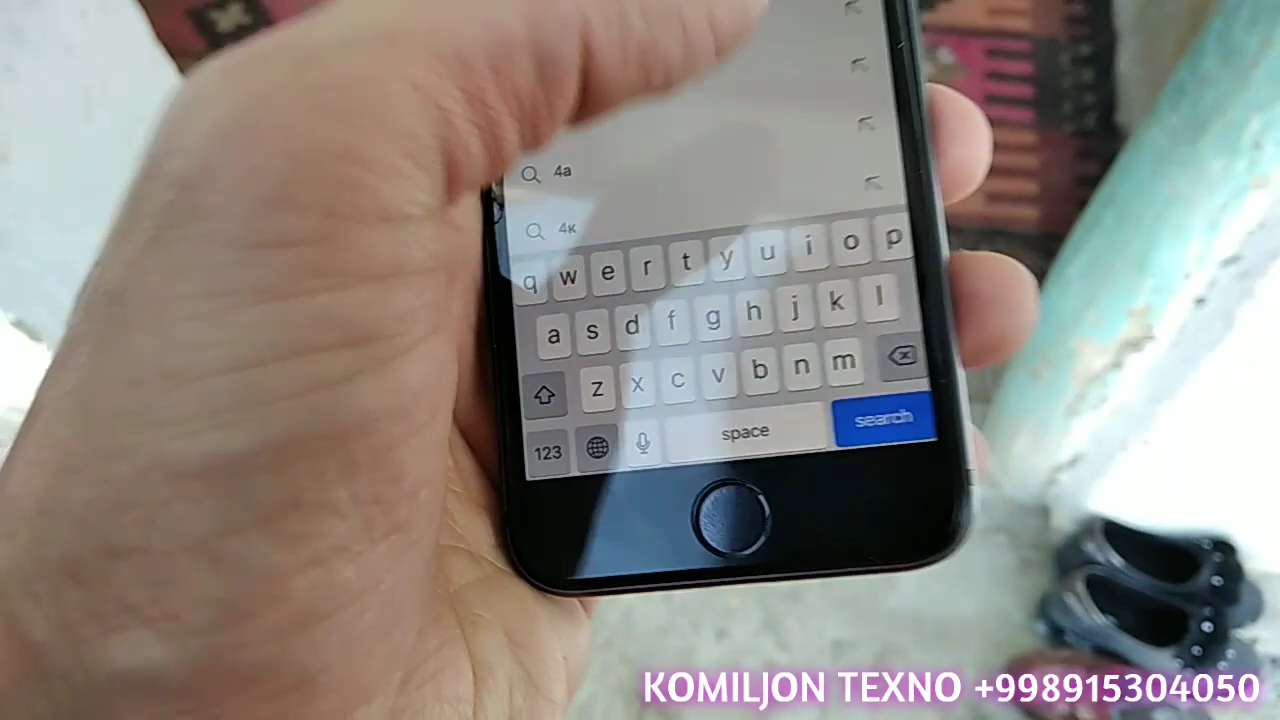 4a
4к
q w e r t y u i o p
a s d f g h j k l
z x c v b n m
123 space search
KOMILJON TEXNO +998915304050